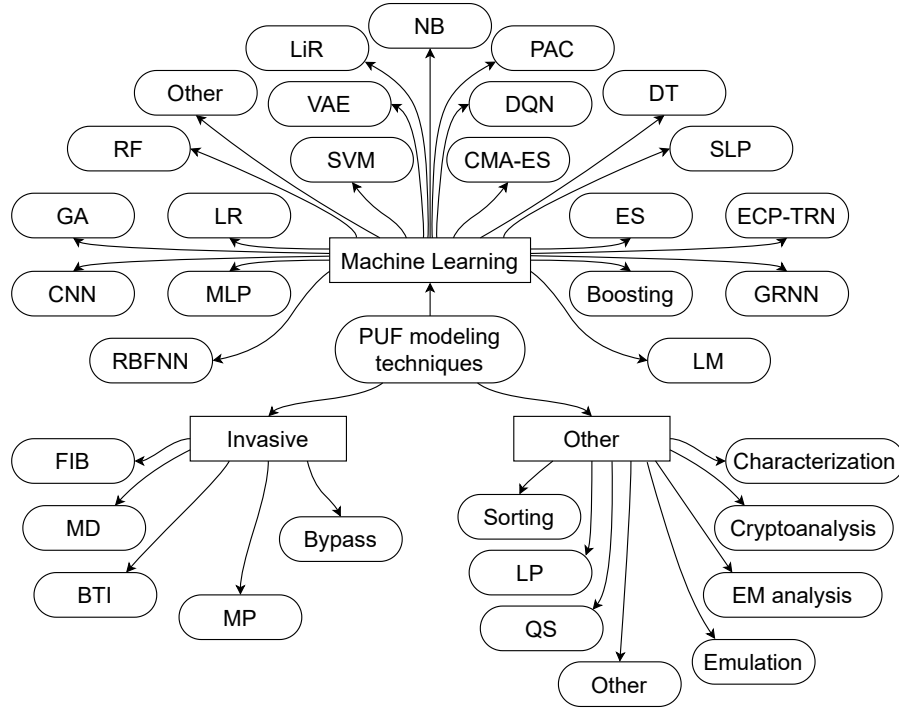 NB
LiR
PAC
Other
VAE
DQN
DT
RF
SVM
CMA-ES
SLP
GA
LR
ES
ECP-TRN
Machine Learning
CNN
MLP
Boosting
GRNN
PUF modeling
techniques
RBFNN
LM
Invasive
Other
FIB
Characterization
Sorting
MD
Bypass
Cryptoanalysis
LP
BTI
EM analysis
MP
QS
Emulation
Other